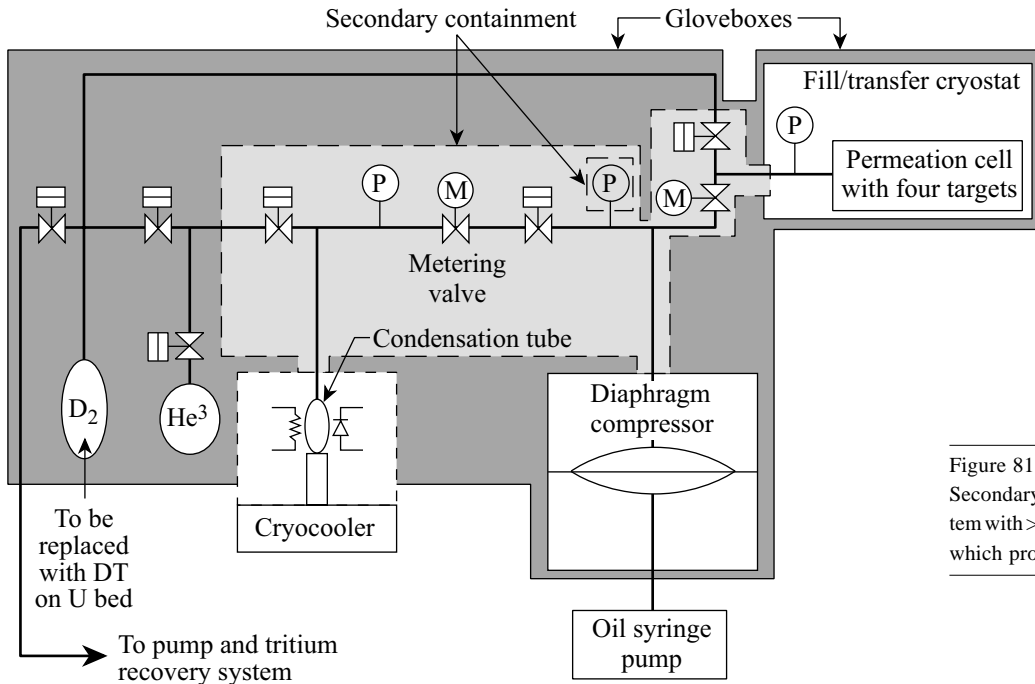 Secondary containment
Gloveboxes
Fill/transfer cryostat
P
Permeation cell
with four targets
P
M
P
M
Metering
valve
Condensation tube
D2
He3
Diaphragm
compressor
Cryocooler
To be
replaced
with DT
on U bed
Oil syringe
pump
To pump and tritium
recovery system
Figure 81
Secondary
tem with >
which pro